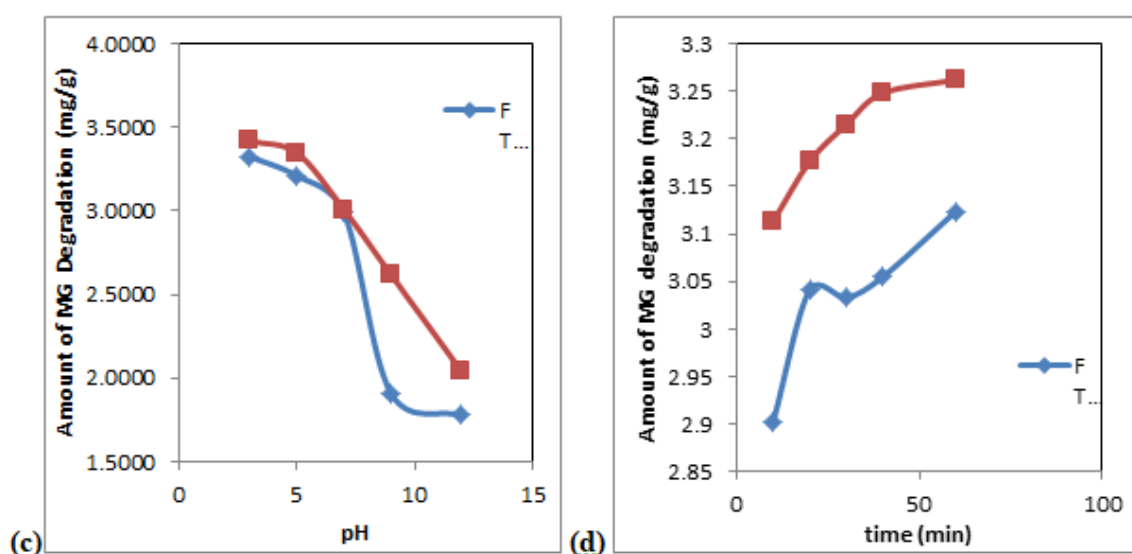 4.0000
3.5000
3.0000
2.5000
2.0000
1.5000
0
5
10
15
Amount of MG Degradation (mg/g)
pH
F
T...
(c)
3.3
3.25
3.2
3.15
3.1
3.05
3
2.95
2.9
2.85
0
50
100
Amount of MG degradation (mg/g)
time (min)
F
T...
(d)